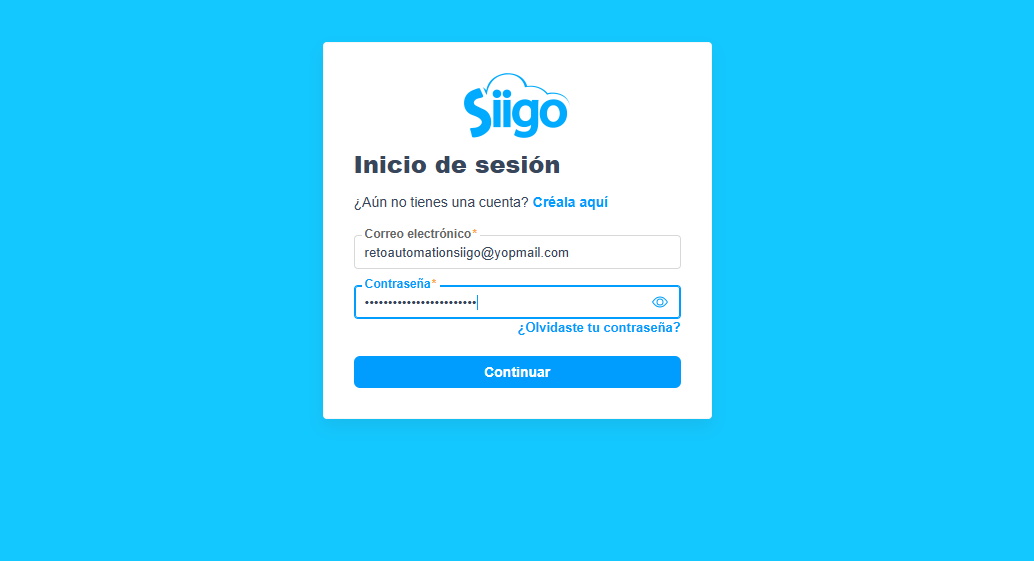 Siigo
Inicio de sesión
¿Aún no tienes una cuenta? Créala aquí
Correo electrónico*
retoautomationsiigo@yopmail.com
Contraseña*
••••••••••••••••••••••••
¿Olvidaste tu contraseña?
Continuar